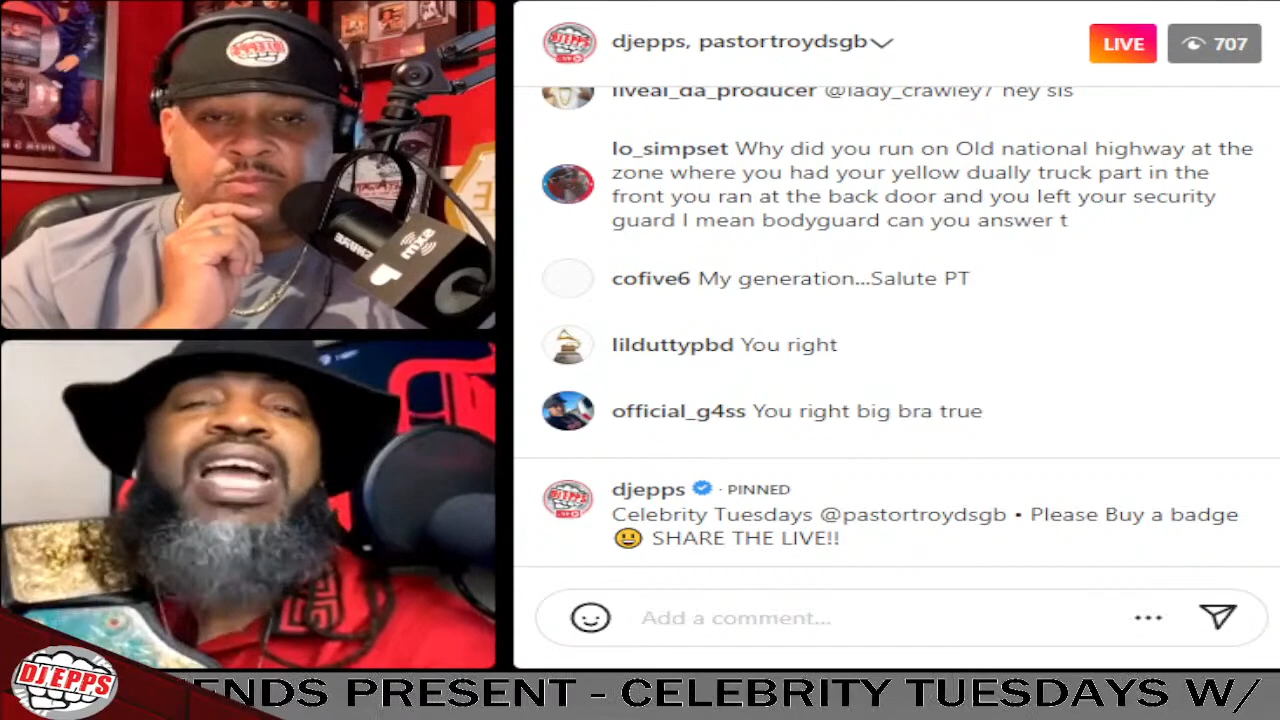 djepps, pastortroydsgb
LIVE
707
liveal_da_producer @lady_crawley7 hey sis
lo_simpset Why did you run on Old national highway at the
zone where you had your yellow dually truck part in the
front you ran at the back door and you left your security
guard I mean bodyguard can you answer t
cofive6 My generation...Salute PT
lilduttypbd You right
official_g4ss You right big bra true
djepps · PINNED
Celebrity Tuesdays @pastortroydsgb • Please Buy a badge
😀 SHARE THE LIVE!!
Add a comment...
DJ EPPS
ENDS PRESENT - CELEBRITY TUESDAYS W/